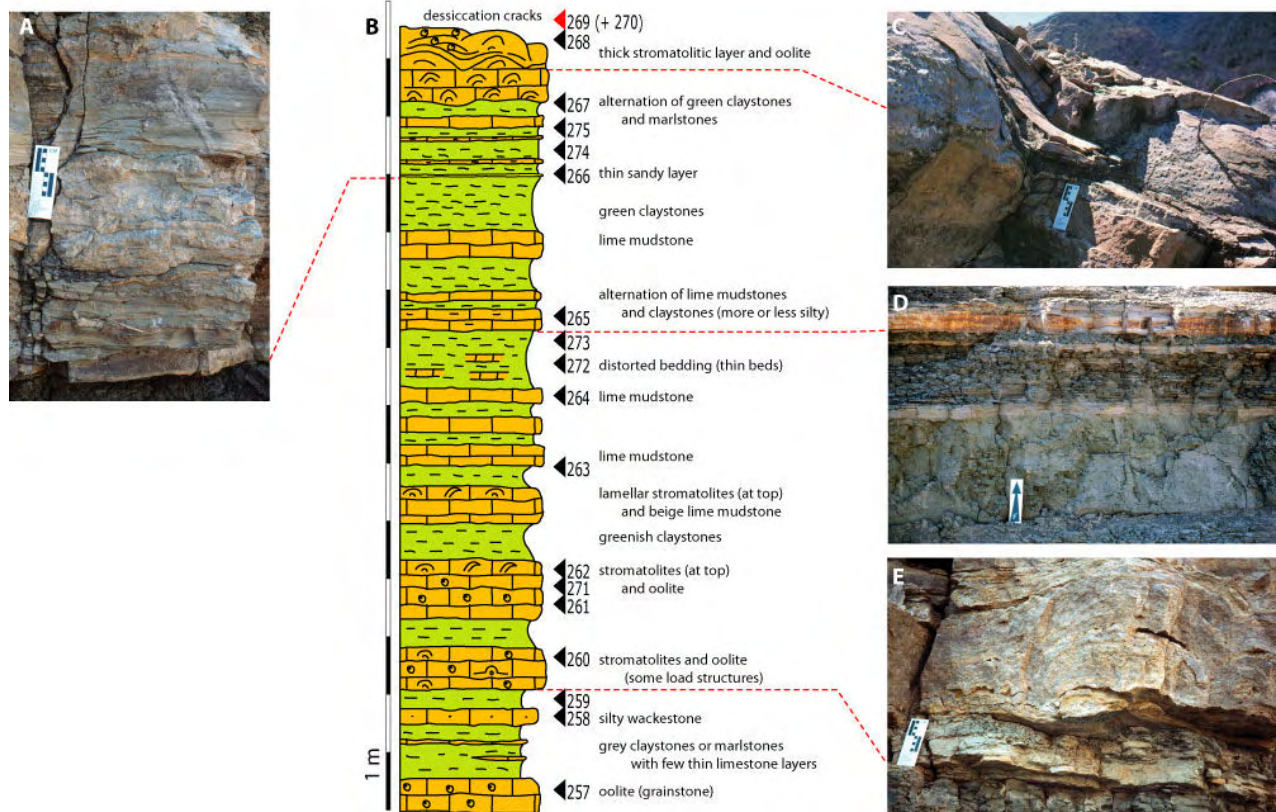 A
B
dessiccation cracks
269 (+ 270)
268
thick stromatolitic layer and oolite
267
alternation of green claystones
and marlstones
275
274
266
thin sandy layer
green claystones
lime mudstone
alternation of lime mudstones
265
and claystones (more or less silty)
273
272
distorted bedding (thin beds)
264
lime mudstone
lime mudstone
263
lamellar stromatolites (at top)
and beige lime mudstone
greenish claystones
262
stromatolites (at top)
271
and oolite
261
260
stromatolites and oolite
(some load structures)
259
258
silty wackestone
grey claystones or marlstones
with few thin limestone layers
257
oolite (grainstone)
1 m
C
D
E